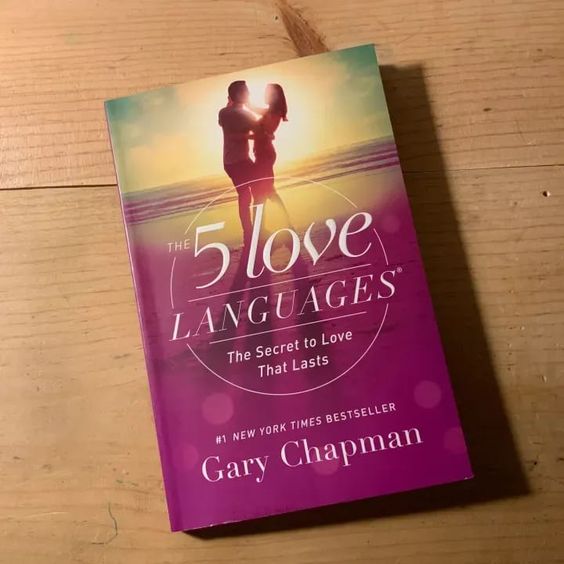 THE 5 love
LANGUAGES®
The Secret to Love
That Lasts
#1 NEW YORK TIMES BESTSELLER
Gary Chapman